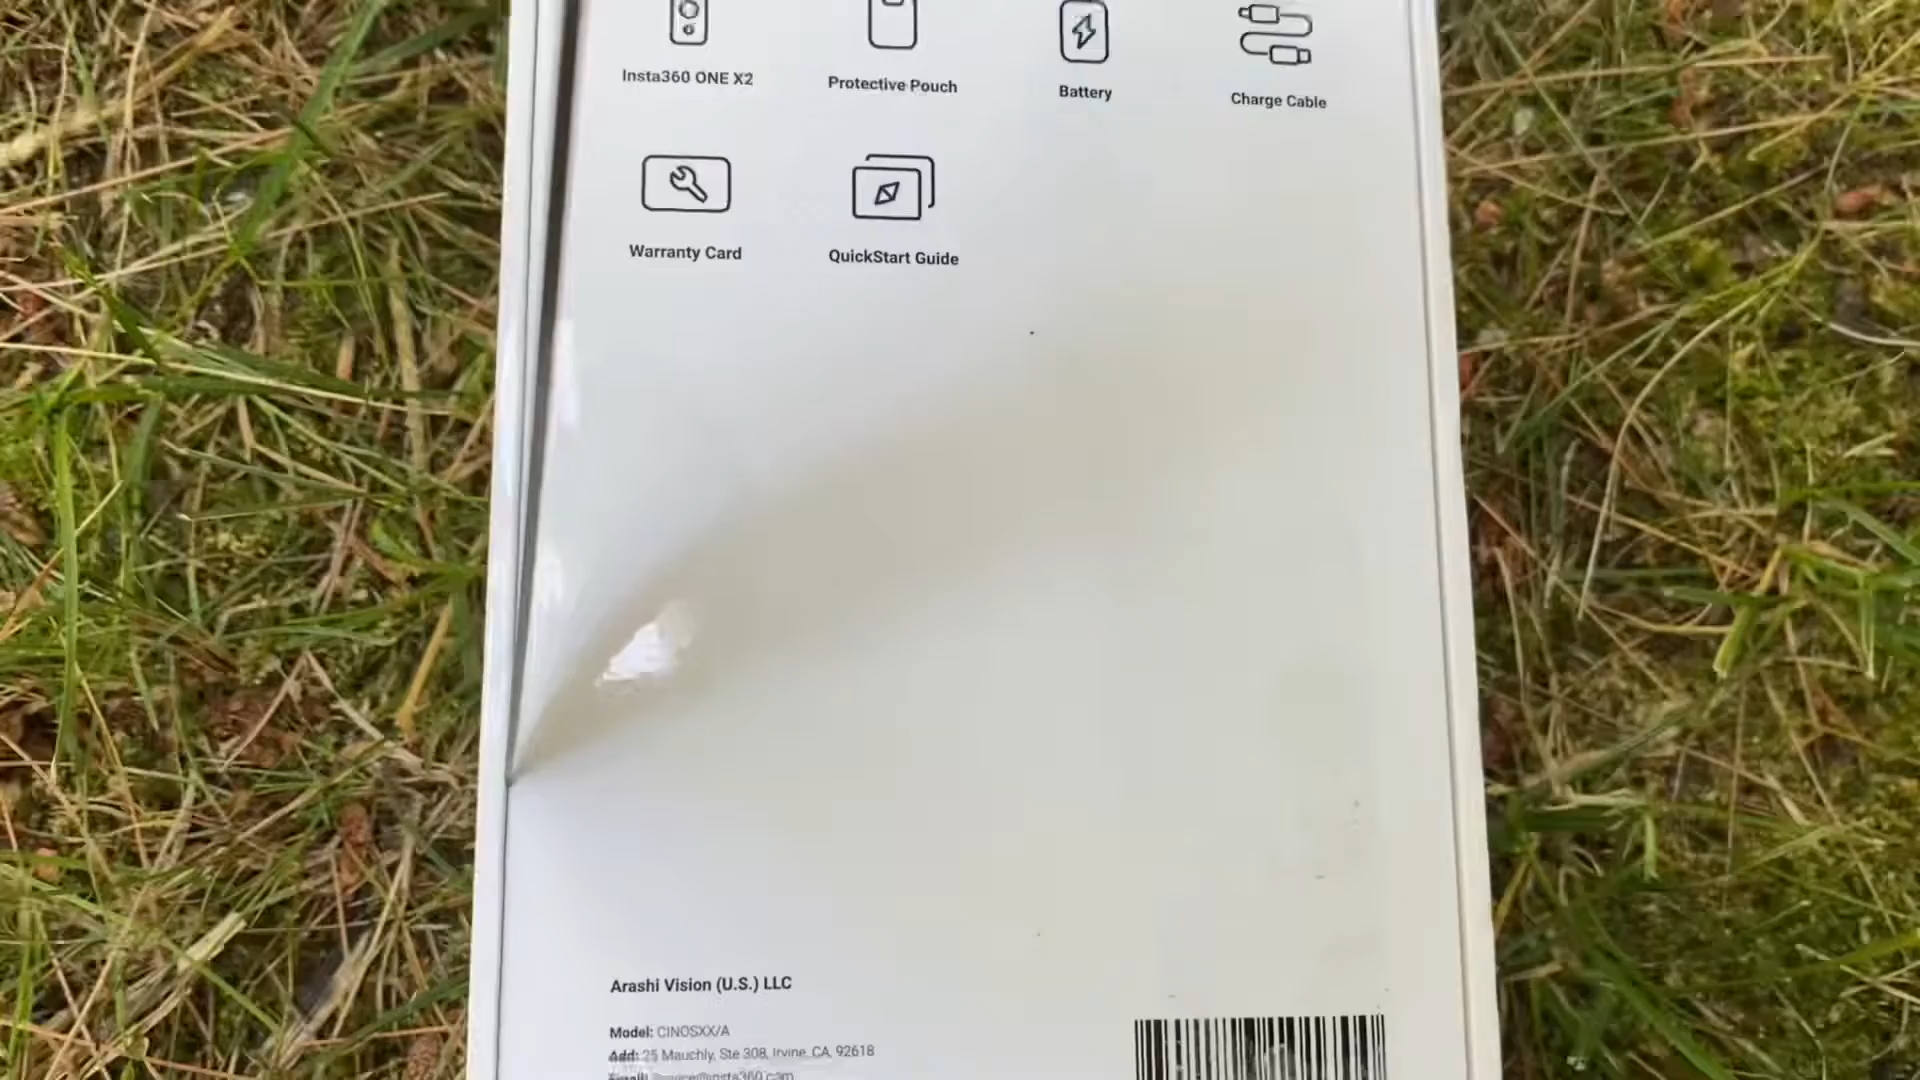 Insta360 ONE X2
Protective Pouch
Battery
Charge Cable
Warranty Card
QuickStart Guide
Arashi Vision (U.S.) LLC
Model: CINOSXX/A
Add: 25 Mauchly, Ste 308, Irvine, CA, 92618